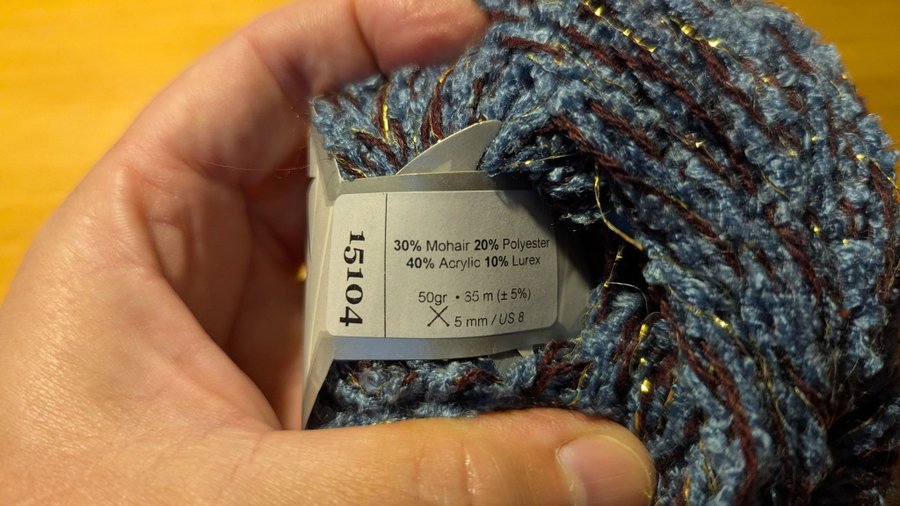 15104
30% Mohair 20% Polyester
40% Acrylic 10% Lurex
50gr • 35 m (± 5%)
5 mm / US 8